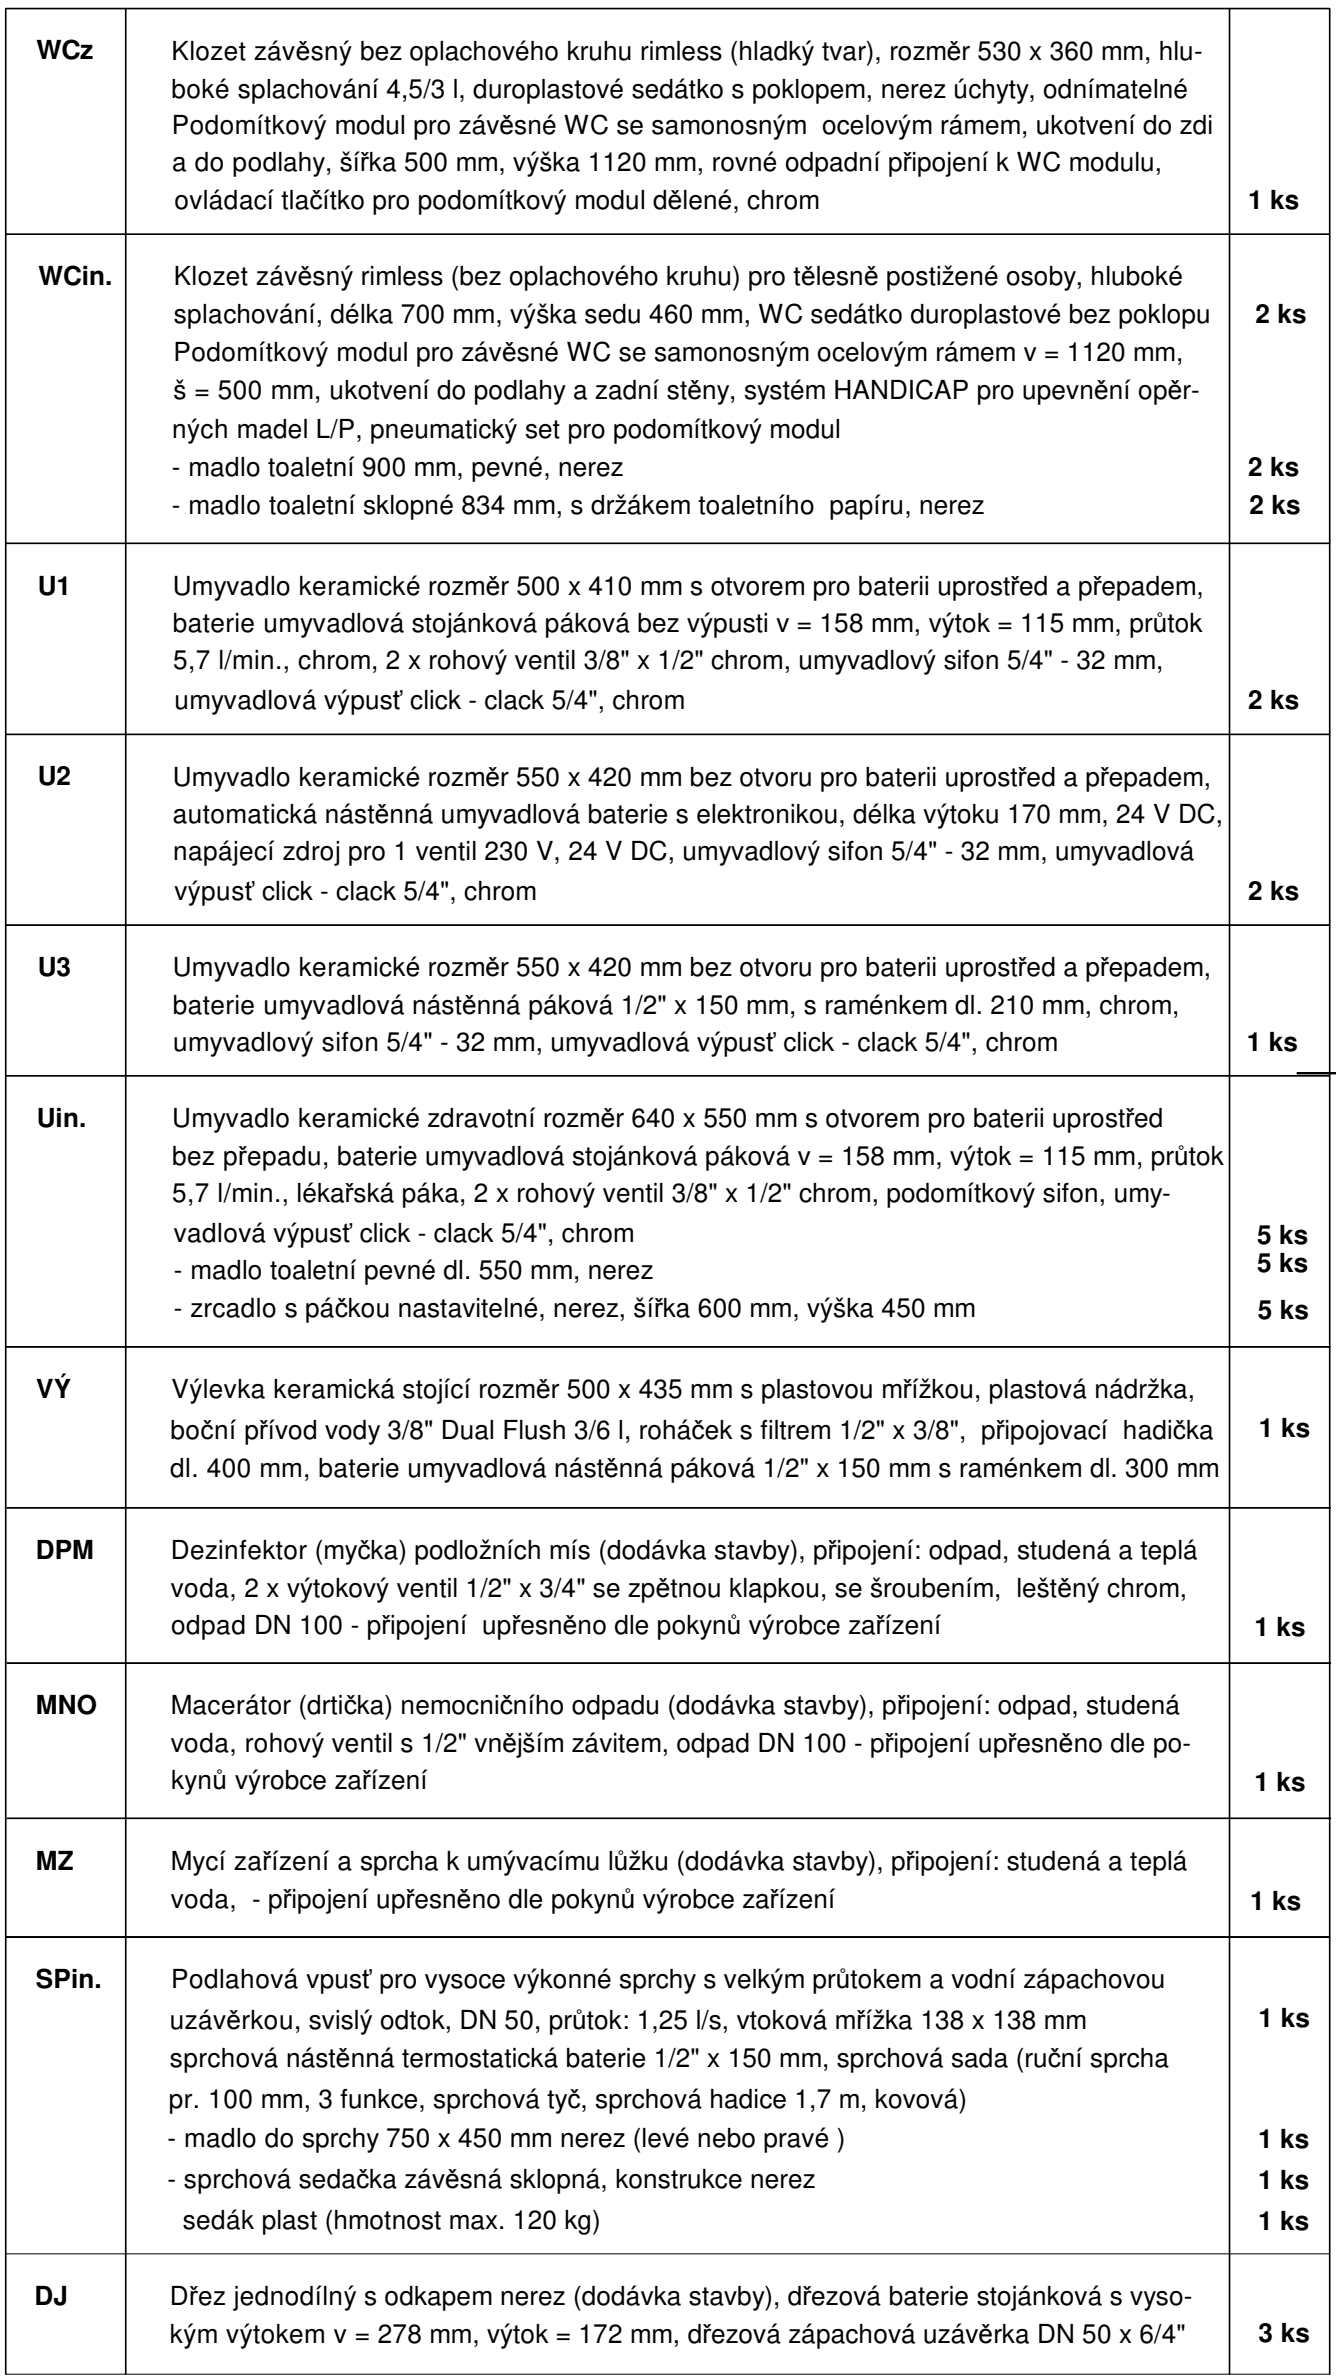 WCz Klozet závěsný bez oplachového kruhu rimless (hladký tvar), rozměr 530 x 360 mm, hlu-
boké splachování 4,5/3 l, duroplastové sedátko s poklopem, nerez úchyty, odnímatelné
Podomítkový modul pro závěsné WC se samonosným ocelovým rámem, ukotvení do zdi
a do podlahy, šířka 500 mm, výška 1120 mm, rovné odpadní připojení k WC modulu,
ovládací tlačítko pro podomítkový modul dělené, chrom 1 ks
WCin. Klozet závěsný rimless (bez oplachového kruhu) pro tělesně postižené osoby, hluboké
splachování, délka 700 mm, výška sedu 460 mm, WC sedátko duroplastové bez poklopu 2 ks
Podomítkový modul pro závěsné WC se samonosným ocelovým rámem v = 1120 mm,
š = 500 mm, ukotvení do podlahy a zadní stěny, systém HANDICAP pro upevnění opěr-
ných madel L/P, pneumatický set pro podomítkový modul
- madlo toaletní 900 mm, pevné, nerez 2 ks
- madlo toaletní sklopné 834 mm, s držákem toaletního papíru, nerez 2 ks
U1 Umyvadlo keramické rozměr 500 x 410 mm s otvorem pro baterii uprostřed a přepadem,
baterie umyvadlová stojánková páková bez výpusti v = 158 mm, výtok = 115 mm, průtok
5,7 l/min., chrom, 2 x rohový ventil 3/8" x 1/2" chrom, umyvadlový sifon 5/4" - 32 mm,
umyvadlová výpusť click - clack 5/4", chrom 2 ks
U2 Umyvadlo keramické rozměr 550 x 420 mm bez otvoru pro baterii uprostřed a přepadem,
automatická nástěnná umyvadlová baterie s elektronikou, délka výtoku 170 mm, 24 V DC,
napájecí zdroj pro 1 ventil 230 V, 24 V DC, umyvadlový sifon 5/4" - 32 mm, umyvadlová
výpusť click - clack 5/4", chrom 2 ks
U3 Umyvadlo keramické rozměr 550 x 420 mm bez otvoru pro baterii uprostřed a přepadem,
baterie umyvadlová nástěnná páková 1/2" x 150 mm, s raménkem dl. 210 mm, chrom,
umyvadlový sifon 5/4" - 32 mm, umyvadlová výpusť click - clack 5/4", chrom 1 ks
Uin. Umyvadlo keramické zdravotní rozměr 640 x 550 mm s otvorem pro baterii uprostřed
bez přepadu, baterie umyvadlová stojánková páková v = 158 mm, výtok = 115 mm, průtok
5,7 l/min., lékařská páka, 2 x rohový ventil 3/8" x 1/2" chrom, podomítkový sifon, umy-
vadlová výpusť click - clack 5/4", chrom 5 ks
- madlo toaletní pevné dl. 550 mm, nerez 5 ks
- zrcadlo s páčkou nastavitelné, nerez, šířka 600 mm, výška 450 mm 5 ks
VÝ Výlevka keramická stojící rozměr 500 x 435 mm s plastovou mřížkou, plastová nádržka,
boční přívod vody 3/8" Dual Flush 3/6 l, roháček s filtrem 1/2" x 3/8", připojovací hadička 1 ks
dl. 400 mm, baterie umyvadlová nástěnná páková 1/2" x 150 mm s raménkem dl. 300 mm
DPM Dezinfektor (myčka) podložních mís (dodávka stavby), připojení: odpad, studená a teplá
voda, 2 x výtokový ventil 1/2" x 3/4" se zpětnou klapkou, se šroubením, leštěný chrom,
odpad DN 100 - připojení upřesněno dle pokynů výrobce zařízení 1 ks
MNO Macerátor (drtička) nemocničního odpadu (dodávka stavby), připojení: odpad, studená
voda, rohový ventil s 1/2" vnějším závitem, odpad DN 100 - připojení upřesněno dle po-
kynů výrobce zařízení 1 ks
MZ Mycí zařízení a sprcha k umývacímu lůžku (dodávka stavby), připojení: studená a teplá
voda, - připojení upřesněno dle pokynů výrobce zařízení 1 ks
SPin. Podlahová vpusť pro vysoce výkonné sprchy s velkým průtokem a vodní zápachovou
uzávěrkou, svislý odtok, DN 50, průtok: 1,25 l/s, vtoková mřížka 138 x 138 mm 1 ks
sprchová nástěnná termostatická baterie 1/2" x 150 mm, sprchová sada (ruční sprcha
pr. 100 mm, 3 funkce, sprchová tyč, sprchová hadice 1,7 m, kovová)
- madlo do sprchy 750 x 450 mm nerez (levé nebo pravé ) 1 ks
- sprchová sedačka závěsná sklopná, konstrukce nerez 1 ks
sedák plast (hmotnost max. 120 kg) 1 ks
DJ Dřez jednodílný s odkapem nerez (dodávka stavby), dřezová baterie stojánková s vyso-
kým výtokem v = 278 mm, výtok = 172 mm, dřezová zápachová uzávěrka DN 50 x 6/4" 3 ks